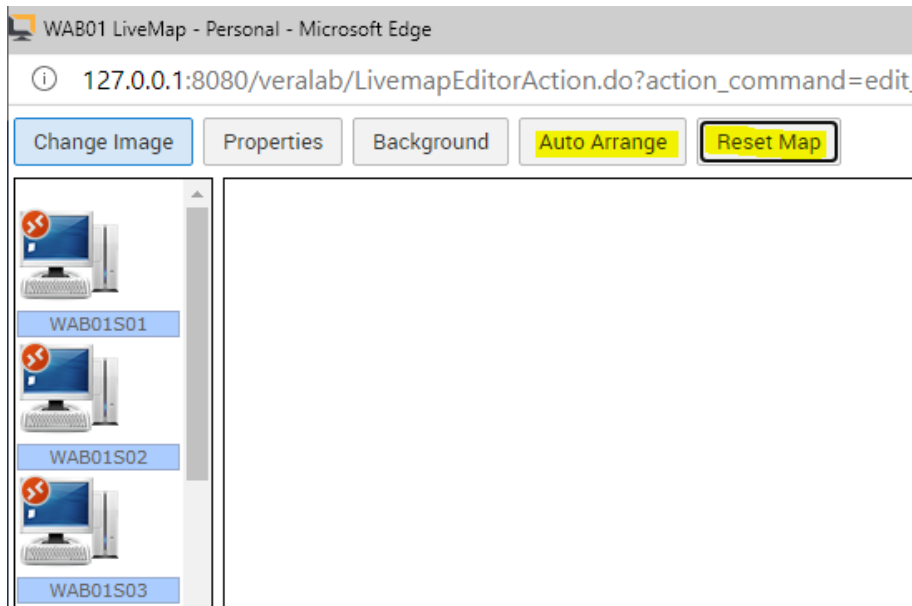 WAB01 LiveMap - Personal - Microsoft Edge
127.0.0.1:8080/veralab/LivemapEditorAction.do?action_command=edit_
Change Image Properties Background Auto Arrange Reset Map
WAB01S01
WAB01S02
WAB01S03